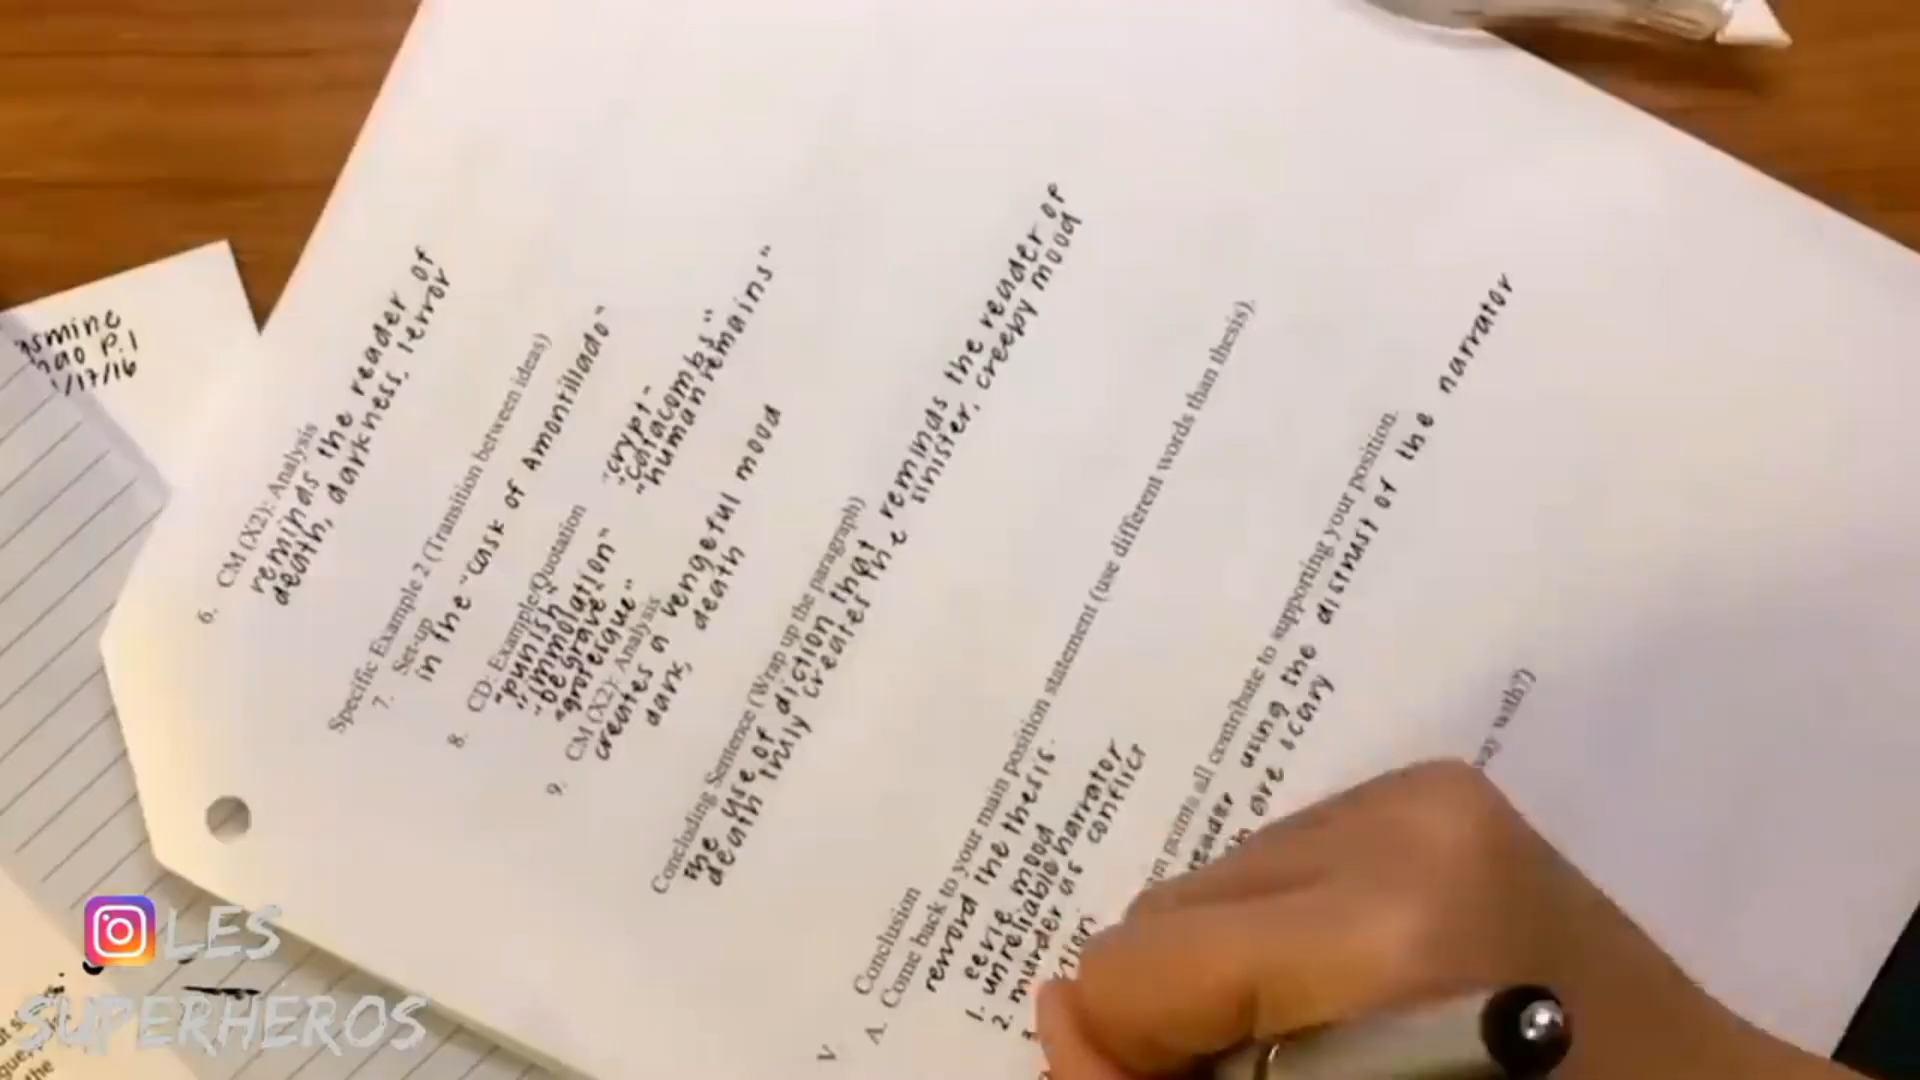 asmine
hao P.1
1/17/16
6. CM (X2): Analysis
reminds the reader of
death, darkness, terror
Specific Example 2 (Transition between ideas)
7. Set-up
in the "Cask of Amontillado"
8. CD: Example/Quotation
"punish" "crypt"
"immolation" "catacombs"
"be grave" "human remains"
"grotesque"
9. CM (X2): Analysis
creates a vengeful mood
dark, death
Concluding Sentence (Wrap up the paragraph)
the use of diction that reminds the reader of
death truly creates the sinister, creepy mood
V Conclusion
A. Come back to your main position statement (use different words than thesis).
reword the thesis.
eerie mood
1. unreliable narrator
2. murder as conflict
points all contribute to supporting your position.
reader using the distrust of the narrator
are scary
way with?)
LES
SUPERHEROS
the